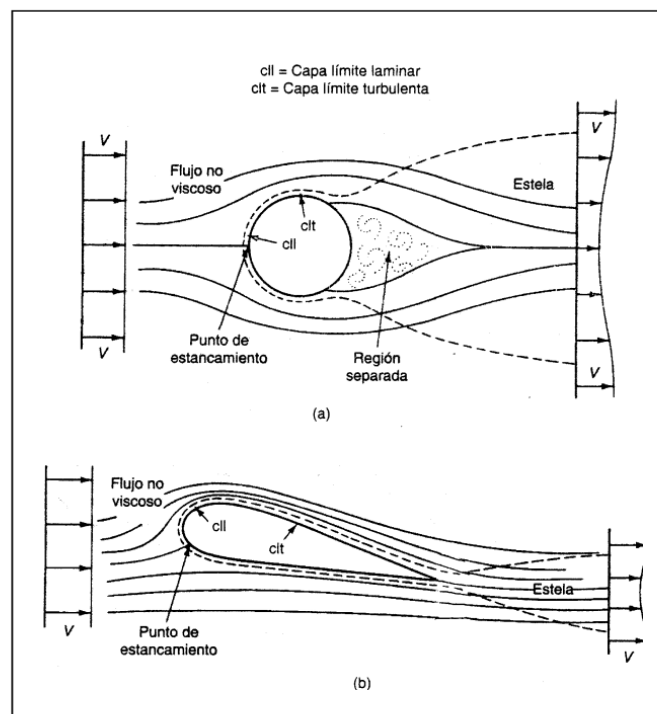 cll = Capa límite laminar
clt = Capa límite turbulenta
V
V
Flujo no
viscoso
Estela
clt
cll
Punto de
estancamiento
Región
separada
V
V
(a)
Flujo no
viscoso
cll
clt
Estela
V
Punto de
estancamiento
V
(b)